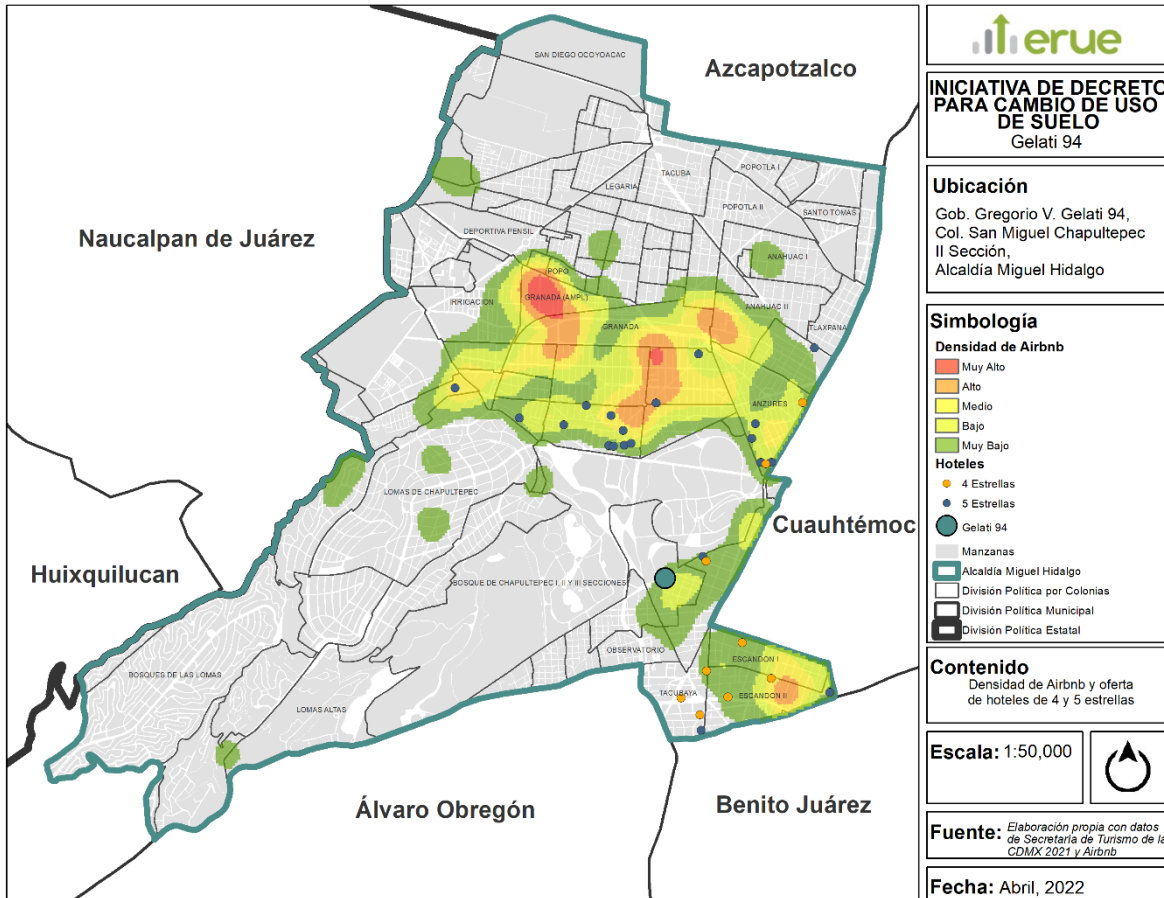 SAN DIEGO OCOYOACAC
Azcapotzalco
TACUBA
POPOTLA I
LEGARIA
POPOTLA II
SANTO TOMAS
Naucalpan de Juárez
DEPORTIVA PENSIL
ANAHUAC I
POPO
IRRIGACION
GRANADA (AMPL)
ANAHUAC II
GRANADA
TLAXPANA
ANZURES
LOMAS DE CHAPULTEPEC
Cuauhtémoc
Huixquilucan
BOSQUE DE CHAPULTEPEC I, II Y III SECCIONES
OBSERVATORIO
ESCANDON I
BOSQUES DE LAS LOMAS
TACUBAYA
ESCANDON II
LOMAS ALTAS
Álvaro Obregón
Benito Juárez
erue
INICIATIVA DE DECRETO
PARA CAMBIO DE USO
DE SUELO
Gelati 94
Ubicación
Gob. Gregorio V. Gelati 94,
Col. San Miguel Chapultepec
II Sección,
Alcaldía Miguel Hidalgo
Simbología
Densidad de Airbnb
Muy Alto
Alto
Medio
Bajo
Muy Bajo
Hoteles
4 Estrellas
5 Estrellas
Gelati 94
Manzanas
Alcaldía Miguel Hidalgo
División Política por Colonias
División Política Municipal
División Política Estatal
Contenido
Densidad de Airbnb y oferta
de hoteles de 4 y 5 estrellas
Escala: 1:50,000
Fuente: Elaboración propia con datos
de Secretaría de Turismo de la
CDMX 2021 y Airbnb
Fecha: Abril, 2022